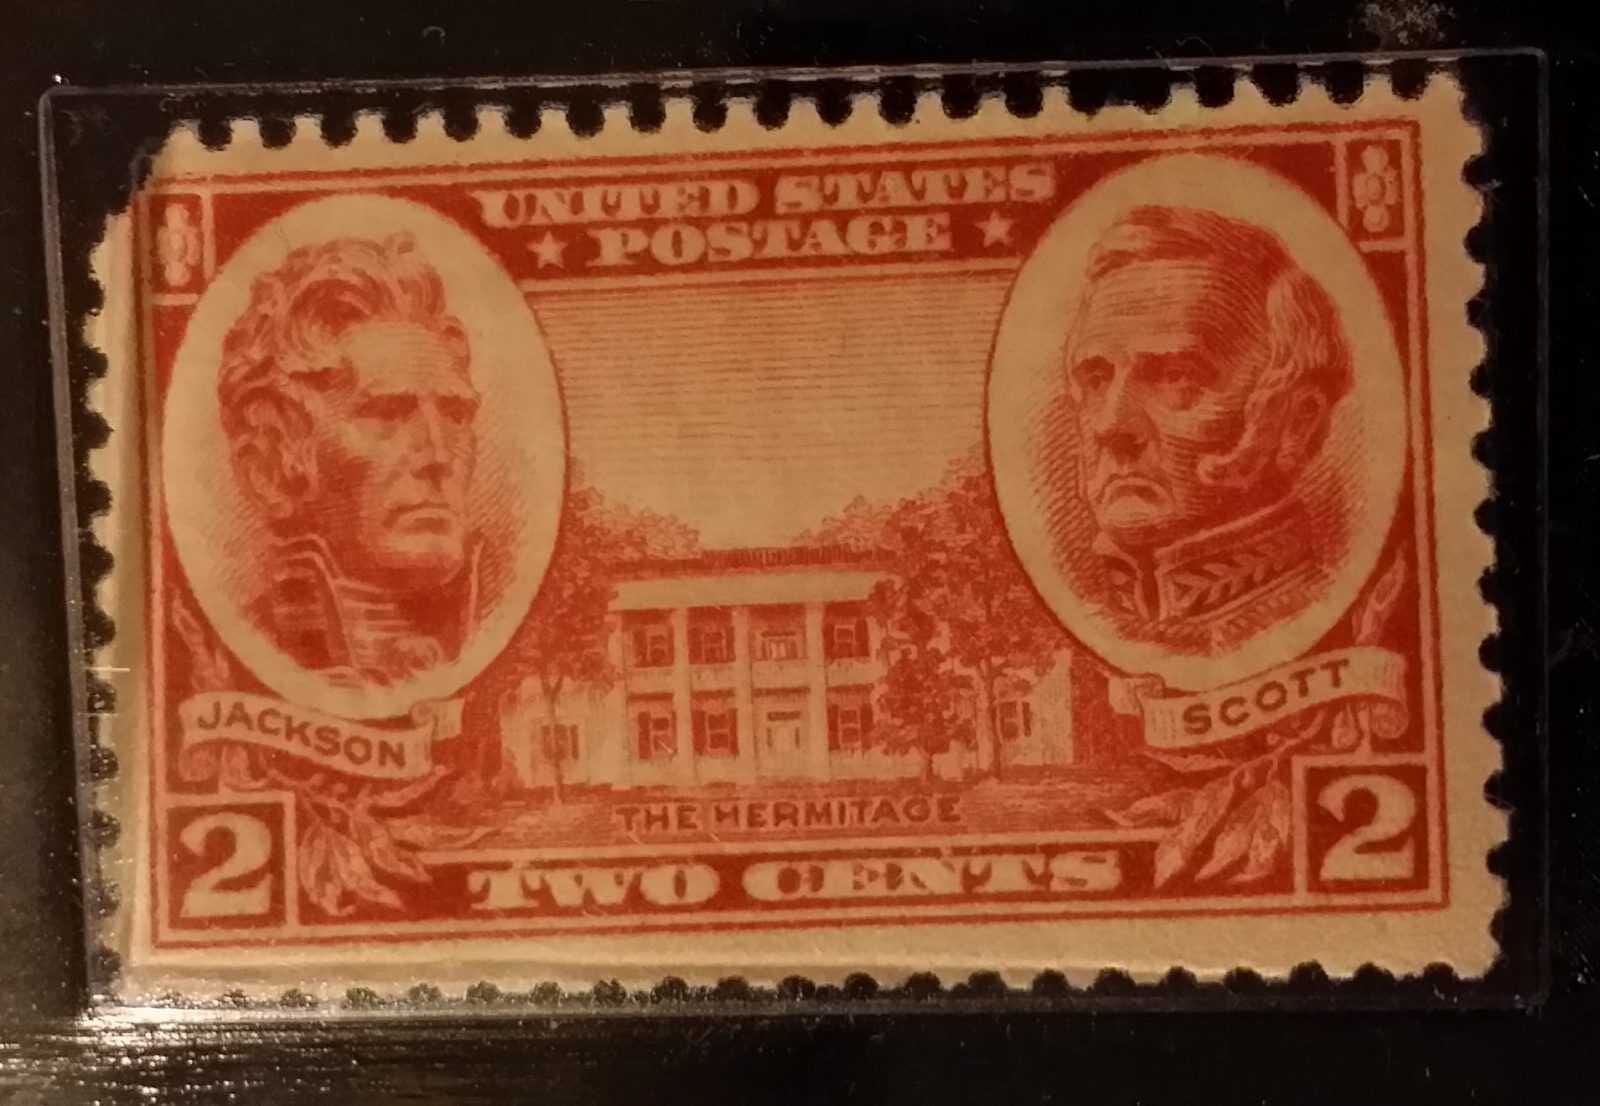 UNITED STATES
POSTAGE
JACKSON
SCOTT
THE HERMITAGE
2
TWO CENTS
2